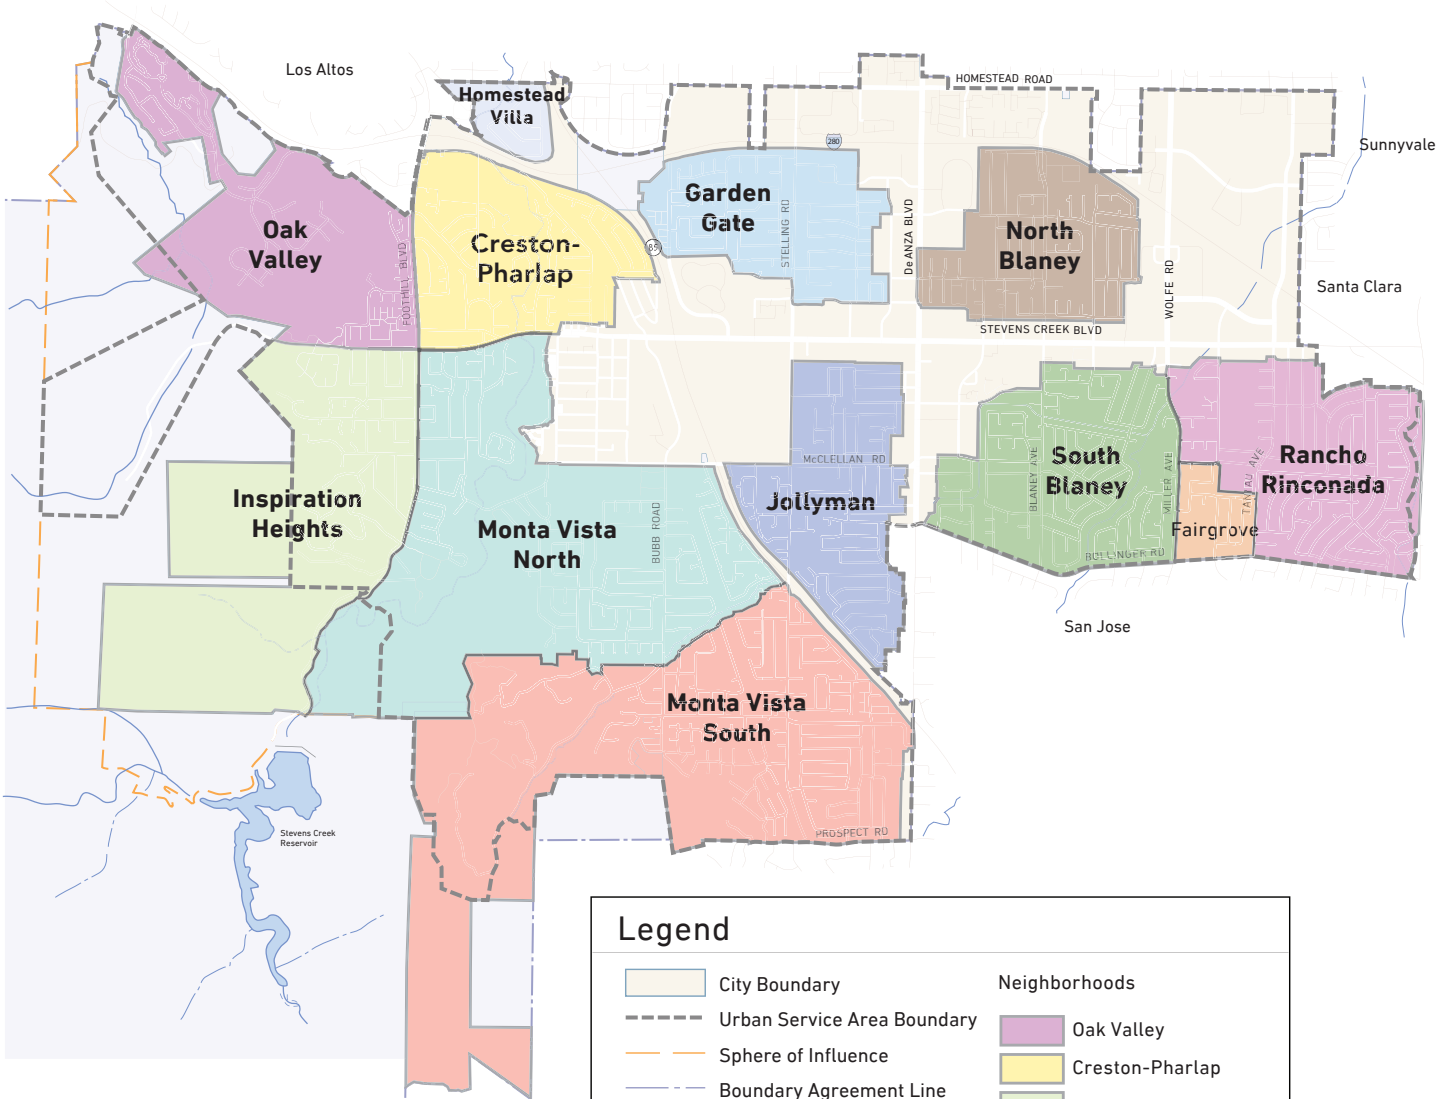 Los Altos
HOMESTEAD ROAD
Homestead
Villa
280
Sunnyvale
Garden
Gate
STELLING RD
De ANZA BLVD
Oak
Valley
FOOTHILL BLVD
Creston-
Pharlap
85
North
Blaney
WOLFE RD
Santa Clara
STEVENS CREEK BLVD
McCLELLAN RD
BLANEY AVE
South
Blaney
MILLER AVE
TANTAU AVE
Rancho
Rinconada
Inspiration
Heights
Monta Vista
North
BUBB ROAD
Jollyman
Fairgrove
BOLLINGER RD
San Jose
Monta Vista
South
PROSPECT RD
Stevens Creek
Reservoir
Legend
City Boundary
Urban Service Area Boundary
Sphere of Influence
Boundary Agreement Line
Neighborhoods
Oak Valley
Creston-Pharlap